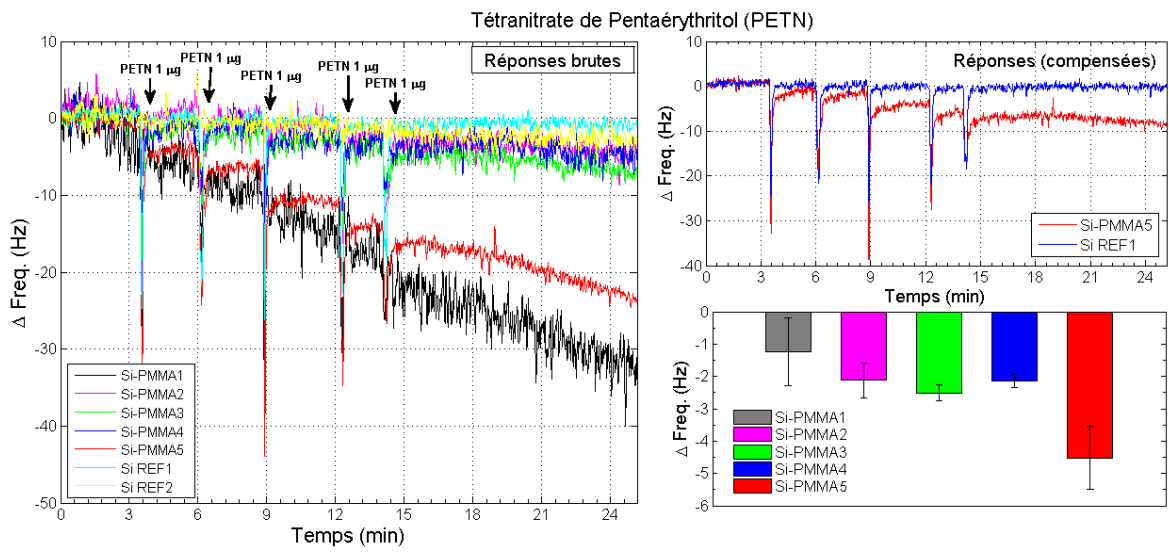 Tétranitrate de Pentaérythritol (PETN)
10
0
-10
-20
-30
-40
-50
Δ Freq. (Hz)
PETN 1 µg
PETN 1 µg
PETN 1 µg
PETN 1 µg
PETN 1 µg
Réponses brutes
Si-PMMA1
Si-PMMA2
Si-PMMA3
Si-PMMA4
Si-PMMA5
Si REF1
Si REF2
0 3 6 9 12 15 18 21 24
Temps (min)
10
0
-10
-20
-30
-40
Δ Freq. (Hz)
Réponses (compensées)
Si-PMMA5
Si REF1
0 3 6 9 12 15 18 21 24
Temps (min)
0
-1
-2
-3
-4
-5
-6
Δ Freq. (Hz)
Si-PMMA1
Si-PMMA2
Si-PMMA3
Si-PMMA4
Si-PMMA5